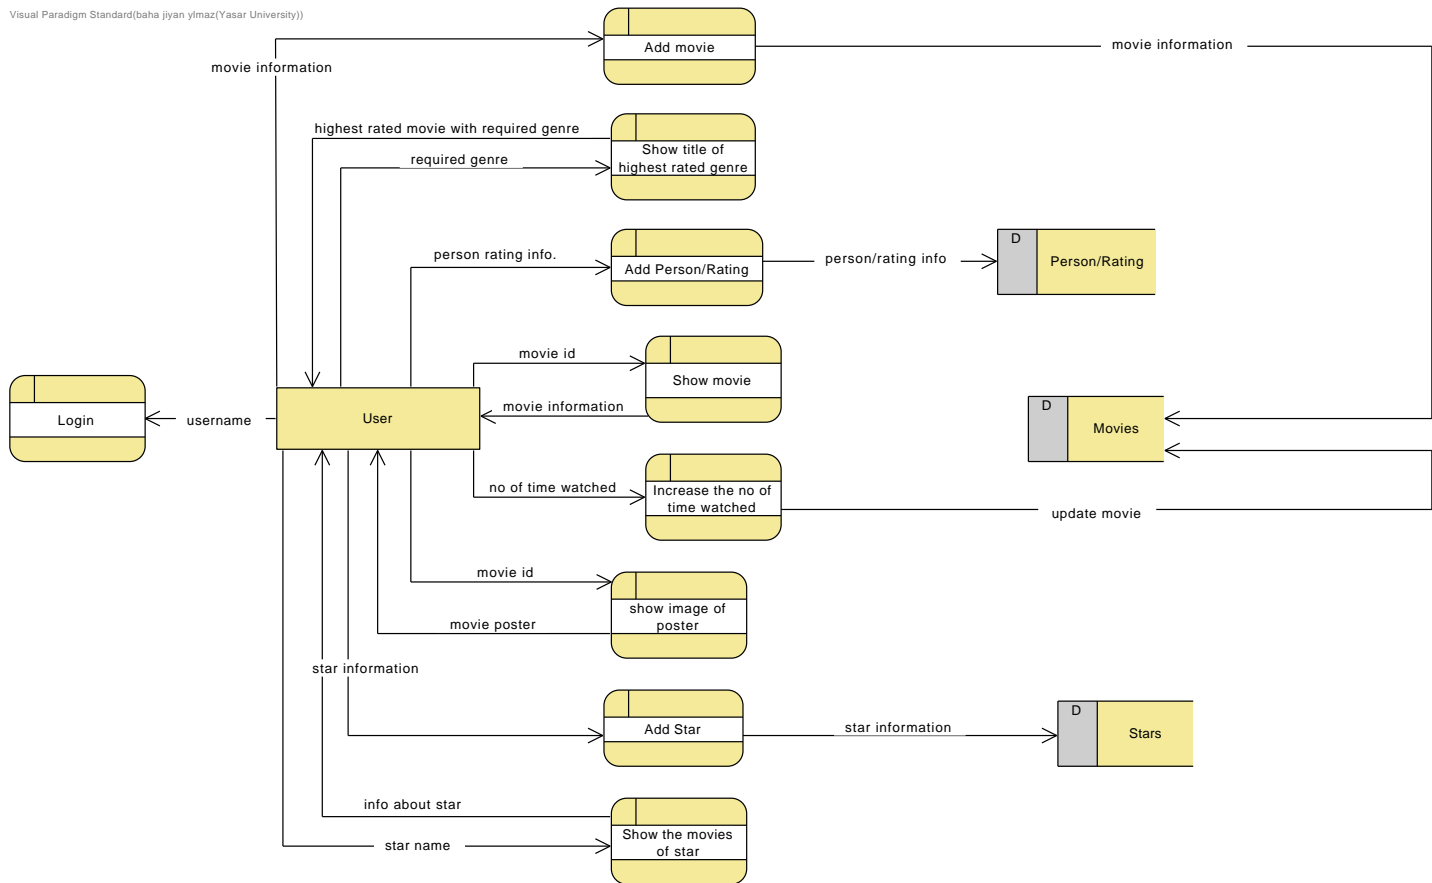 Visual Paradigm Standard(baha jiyan ylmaz(Yasar University))
Add movie
movie information
movie information
highest rated movie with required genre
required genre
Show title of
highest rated genre
person rating info.
Add Person/Rating
person/rating info
D
Person/Rating
movie id
Show movie
movie information
Login
username
User
D
Movies
no of time watched
Increase the no of
time watched
update movie
movie id
show image of
poster
movie poster
star information
Add Star
star information
D
Stars
info about star
Show the movies
of star
star name